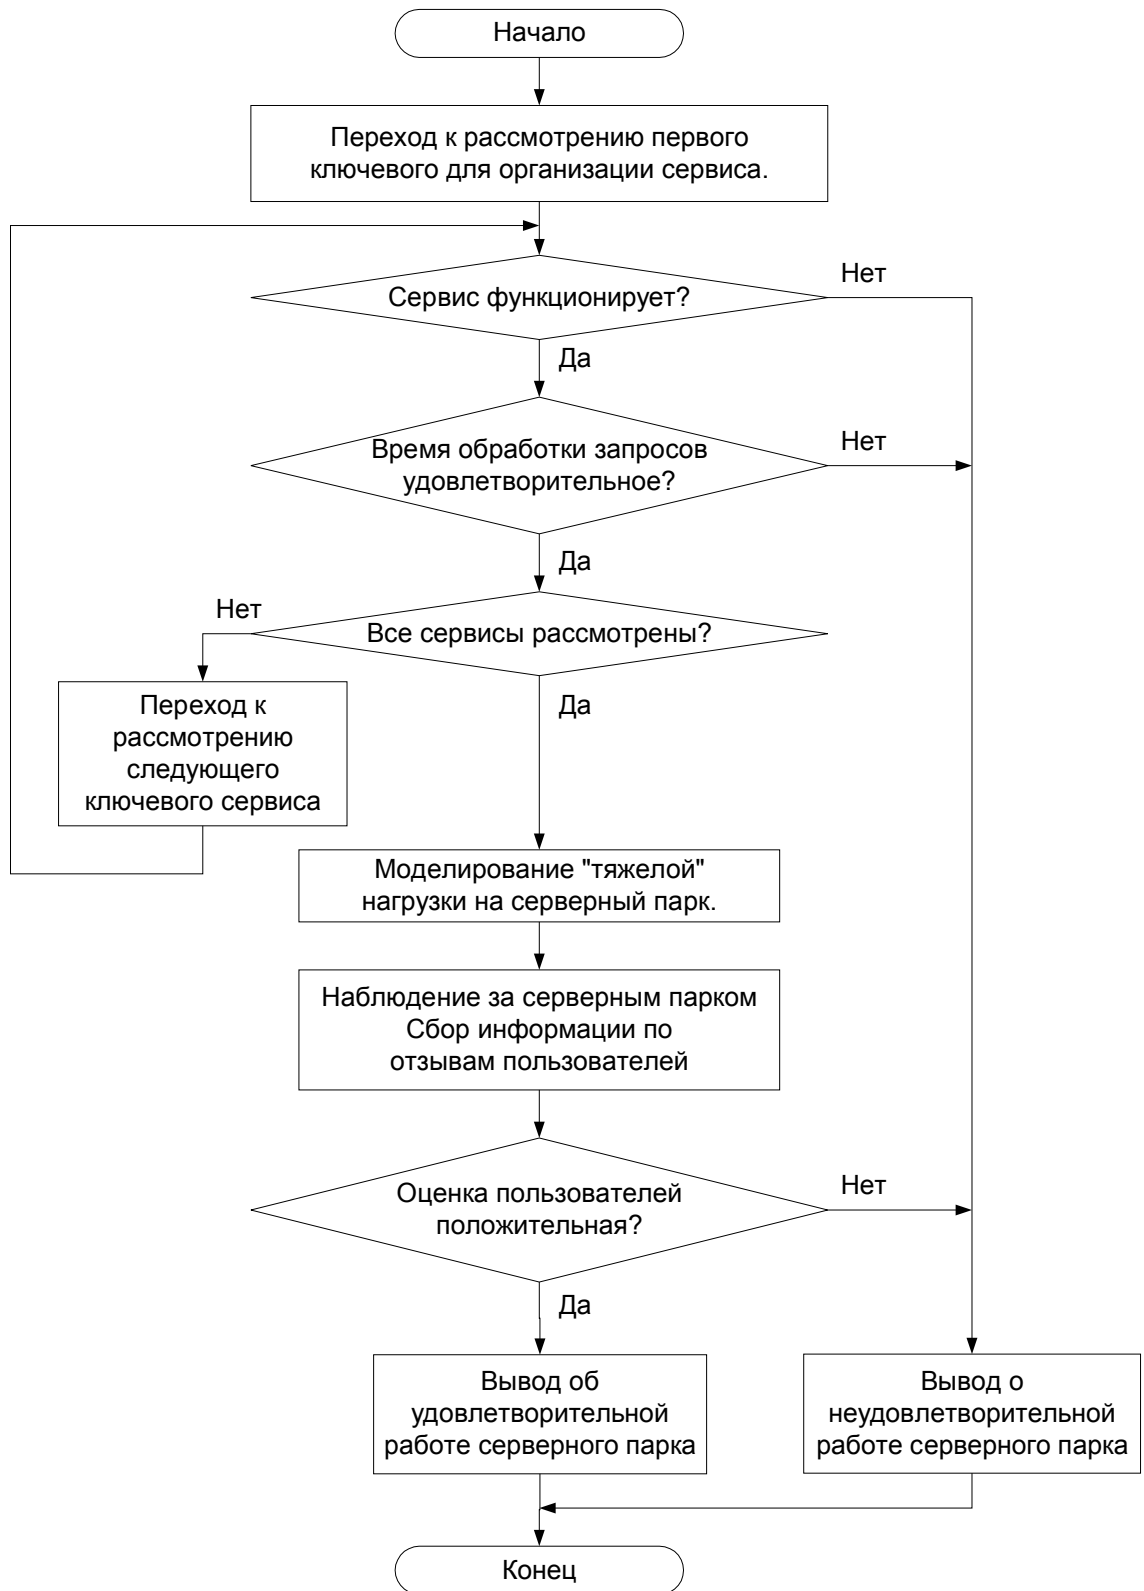 Начало
Переход к рассмотрению первого
ключевого для организации сервиса.
Нет
Сервис функционирует?
Да
Нет
Время обработки запросов
удовлетворительное?
Да
Нет
Все сервисы рассмотрены?
Да
Переход к
рассмотрению
следующего
ключевого сервиса
Моделирование "тяжелой"
нагрузки на серверный парк.
Наблюдение за серверным парком
Сбор информации по
отзывам пользователей
Нет
Оценка пользователей
положительная?
Да
Вывод об
удовлетворительной
работе серверного парка
Вывод о
неудовлетворительной
работе серверного парка
Конец